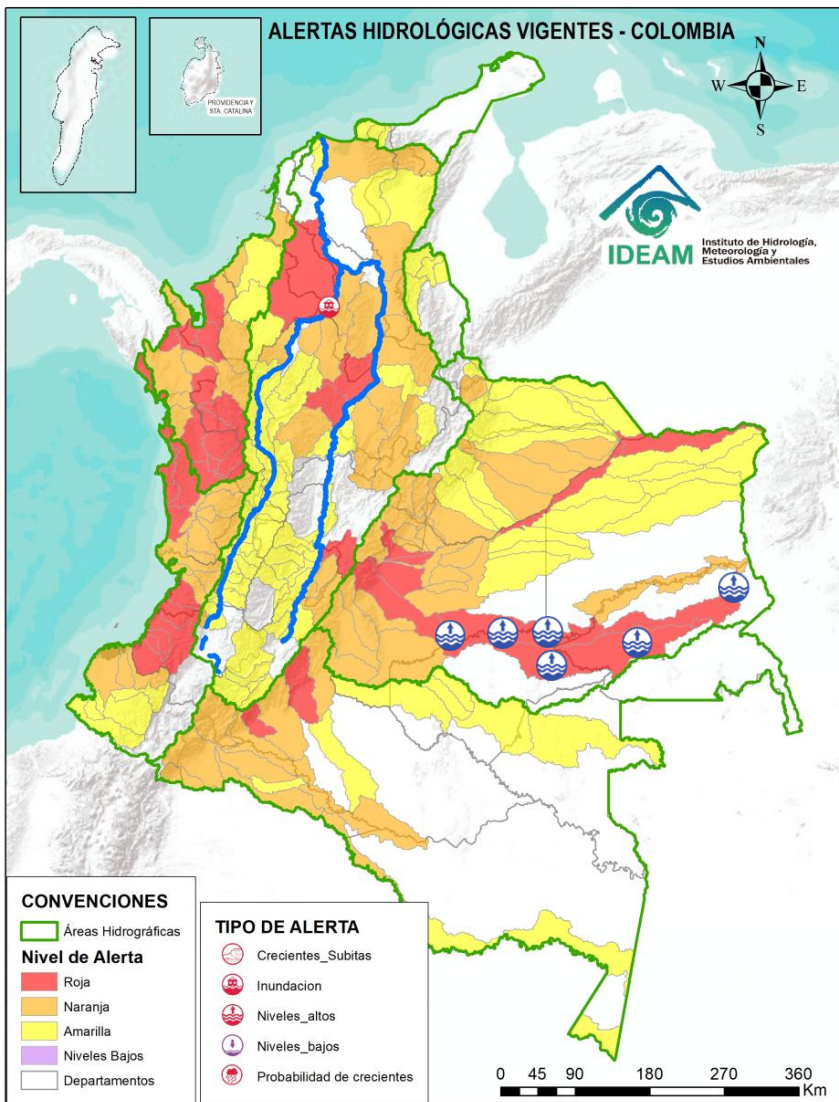 ALERTAS HIDROLÓGICAS VIGENTES - COLOMBIA
PROVIDENCIA Y
STA. CATALINA
N
W
E
S
IDEAM
Instituto de Hidrología,
Meteorología y
Estudios Ambientales
CONVENCIONES
Áreas Hidrográficas
Nivel de Alerta
Roja
Naranja
Amarilla
Niveles Bajos
Departamentos
TIPO DE ALERTA
Crecientes_Subitas
Inundacion
Niveles_altos
Niveles_bajos
Probabilidad de crecientes
0 45 90 180 270 360
Km